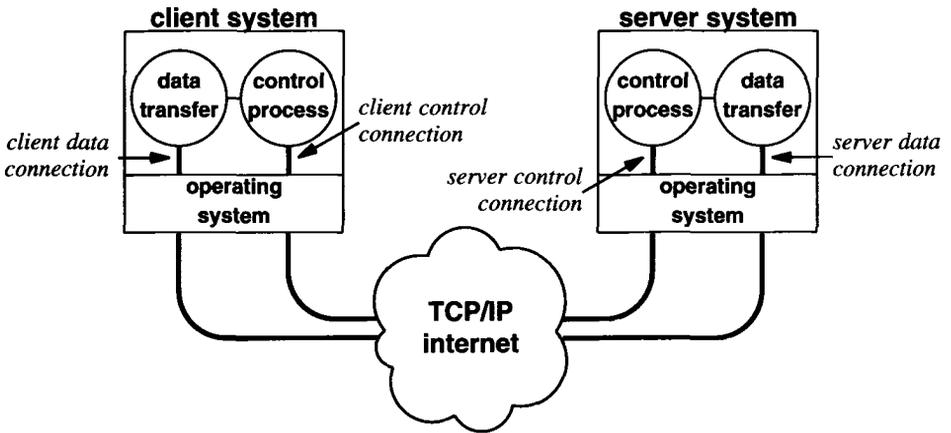 client system
server system
data
transfer
control
process
client control
connection
control
process
data
transfer
client data
connection
server data
connection
server control
connection
operating
system
operating
system
TCP/IP
internet